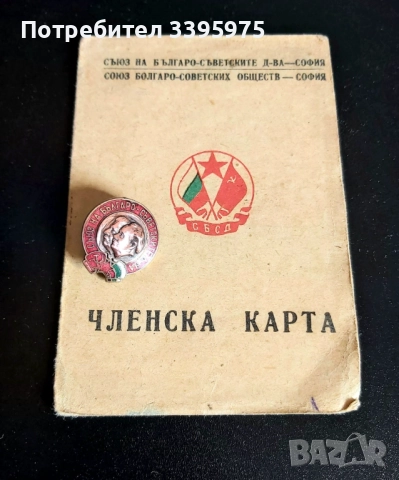 Потребител 3395975
СЪЮЗ НА БЪЛГАРО-СЪВЕТСКИТЕ Д-ВА—СОФИЯ
СОЮЗ БОЛГАРО-СОВЕТСКИХ ОБЩЕСТВ—СОФИЯ
СБСД
ЧЛЕНСКА КАРТА
BAZAR